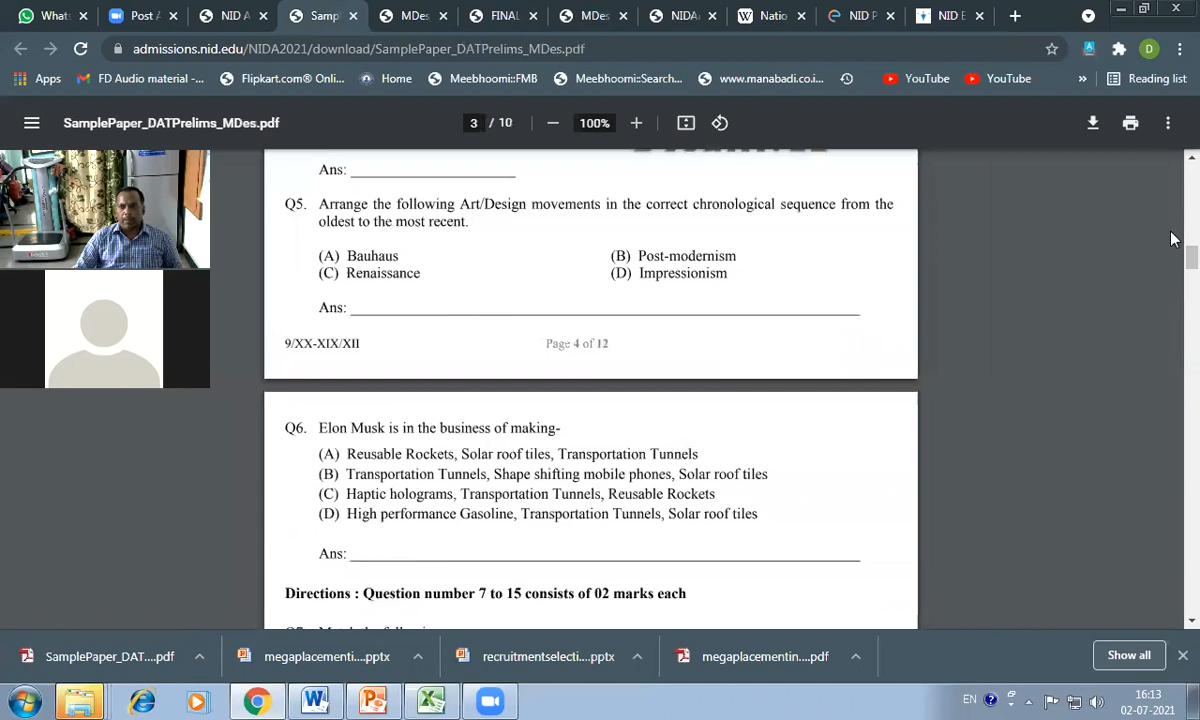 Whats
Post A
NID A
Samp
MDes
FINAL
MDes
NIDA
Natio
NID P
NID E
admissions.nid.edu/NIDA2021/download/SamplePaper_DATPrelims_MDes.pdf
D
Apps
FD Audio material -...
Flipkart.com® Onli...
Home
Meebhoomi::FMB
Meebhoomi::Search...
www.manabadi.co.i...
YouTube
YouTube
»
Reading list
SamplePaper_DATPrelims_MDes.pdf
3 / 10
100%
Ans:
Q5. Arrange the following Art/Design movements in the correct chronological sequence from the
oldest to the most recent.
(A) Bauhaus (B) Post-modernism
(C) Renaissance (D) Impressionism
Ans:
9/XX-XIX/XII Page 4 of 12
Q6. Elon Musk is in the business of making-
(A) Reusable Rockets, Solar roof tiles, Transportation Tunnels
(B) Transportation Tunnels, Shape shifting mobile phones, Solar roof tiles
(C) Haptic holograms, Transportation Tunnels, Reusable Rockets
(D) High performance Gasoline, Transportation Tunnels, Solar roof tiles
Ans:
Directions : Question number 7 to 15 consists of 02 marks each
SamplePaper_DAT....pdf
megaplacementi....pptx
recruitmentselecti....pptx
megaplacementin....pdf
Show all
EN
16:13
02-07-2021